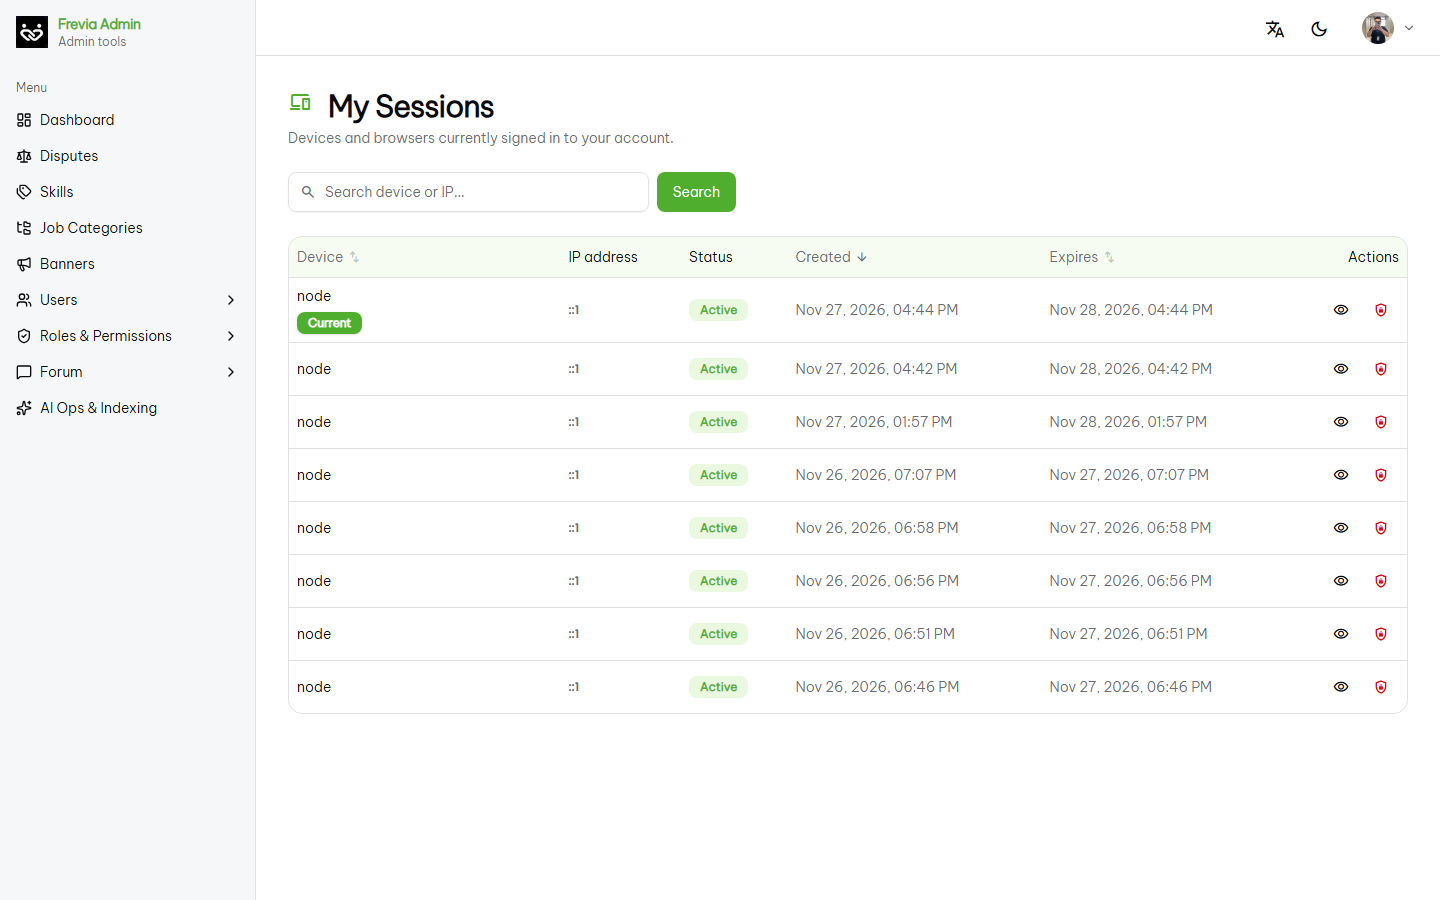 Frevia Admin
Admin tools
Menu
Dashboard
Disputes
Skills
Job Categories
Banners
Users
Roles & Permissions
Forum
AI Ops & Indexing
My Sessions
Devices and browsers currently signed in to your account.
Search device or IP...
Search
Device IP address Status Created Expires Actions
node
Current
::1 Active Nov 27, 2026, 04:44 PM Nov 28, 2026, 04:44 PM
node ::1 Active Nov 27, 2026, 04:42 PM Nov 28, 2026, 04:42 PM
node ::1 Active Nov 27, 2026, 01:57 PM Nov 28, 2026, 01:57 PM
node ::1 Active Nov 26, 2026, 07:07 PM Nov 27, 2026, 07:07 PM
node ::1 Active Nov 26, 2026, 06:58 PM Nov 27, 2026, 06:58 PM
node ::1 Active Nov 26, 2026, 06:56 PM Nov 27, 2026, 06:56 PM
node ::1 Active Nov 26, 2026, 06:51 PM Nov 27, 2026, 06:51 PM
node ::1 Active Nov 26, 2026, 06:46 PM Nov 27, 2026, 06:46 PM